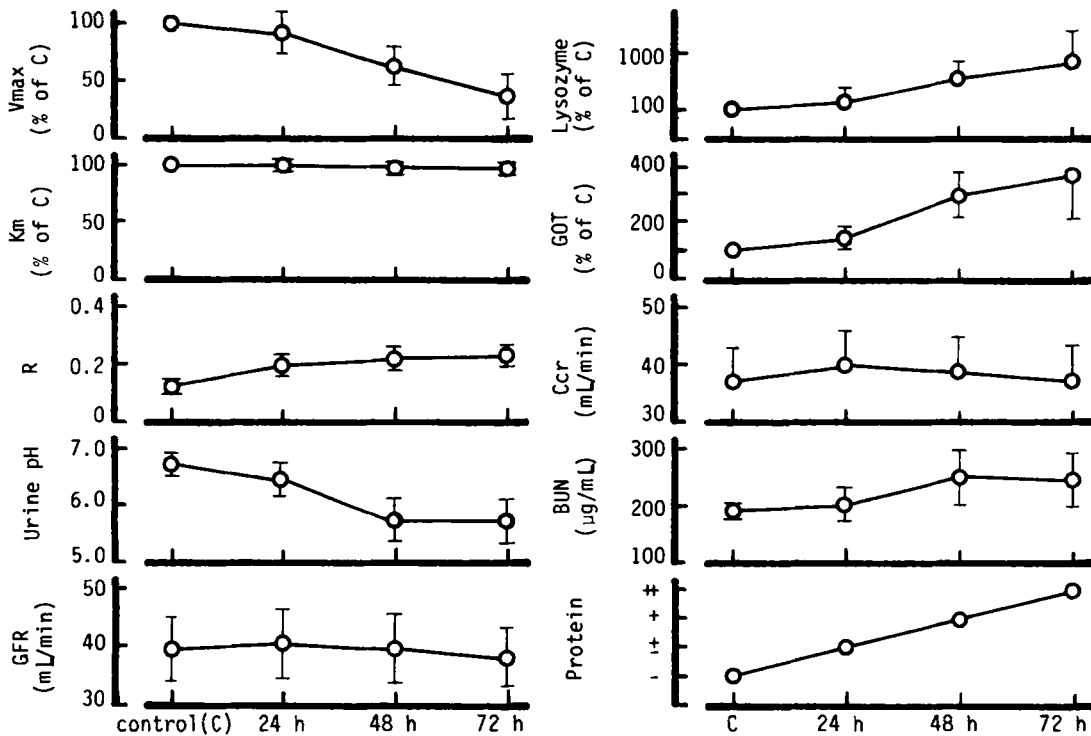 Vmax
(% of C)
100
50
0
Km
(% of C)
100
50
0
R
0.4
0.2
0
Urine pH
7.0
6.0
5.0
GFR
(mL/min)
50
40
30
control(C) 24 h 48 h 72 h
Lysozyme
(% of C)
1000
100
GOT
(% of C)
400
200
0
Ccr
(mL/min)
50
40
30
BUN
(µg/mL)
300
200
100
Protein
++
+
±
-
C 24 h 48 h 72 h